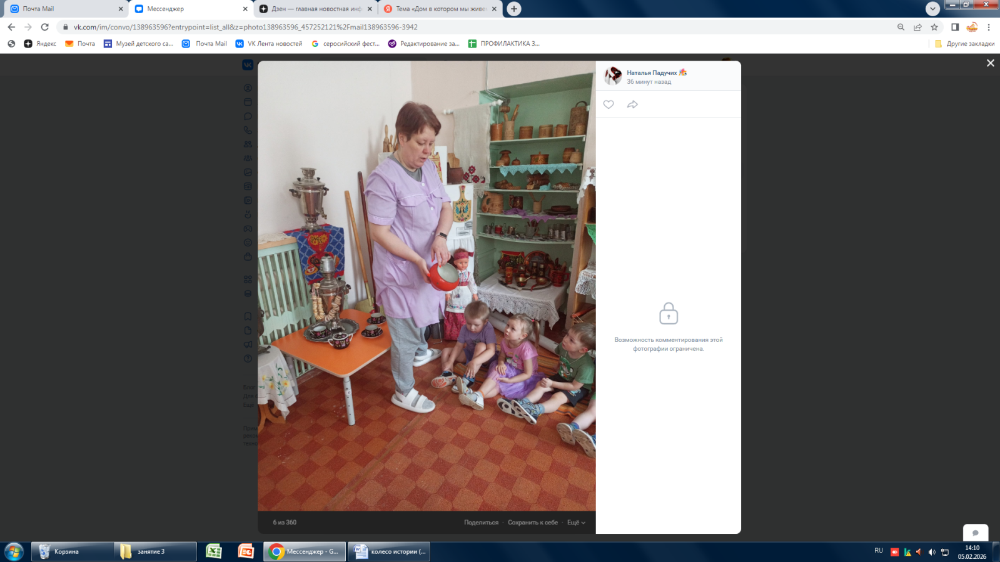 Почта Mail
Мессенджер
Дзен — главная новостная инф
Тема «Дом в котором мы живе
vk.com/im/convo/138963596?entrypoint=list_all&z=photo138963596_457252121%2Fmail138963596-3942
Яндекс
Почта
Музей детского са...
Почта Mail
VK Лента новостей
серосийский фест...
Редактирование за...
ПРОФИЛАКТИКА З...
Другие закладки
Наталья Падучих
36 минут назад
Возможность комментирования этой
фотографии ограничена.
Блог
Для б
Ещё
6 из 360
Поделиться · Сохранить к себе · Ещё
Корзина
занятие 3
Мессенджер - G...
колесо истории (...
RU
14:10
05.02.2026